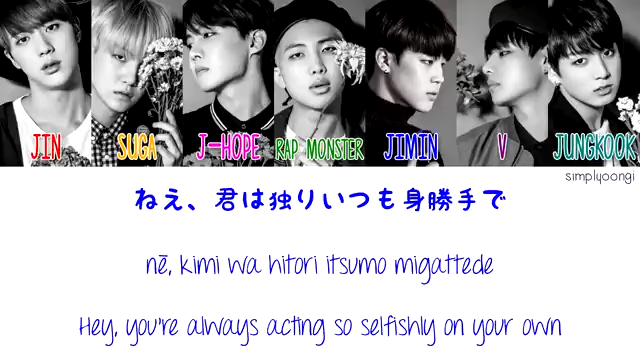 JIN SUGA J-HOPE RAP MONSTER JIMIN V JUNGKOOK
simplyoongi
ねえ、君は独りいつも身勝手で
nē, kimi wa hitori itsumo migattede
Hey, you're always acting so selfishly on your own